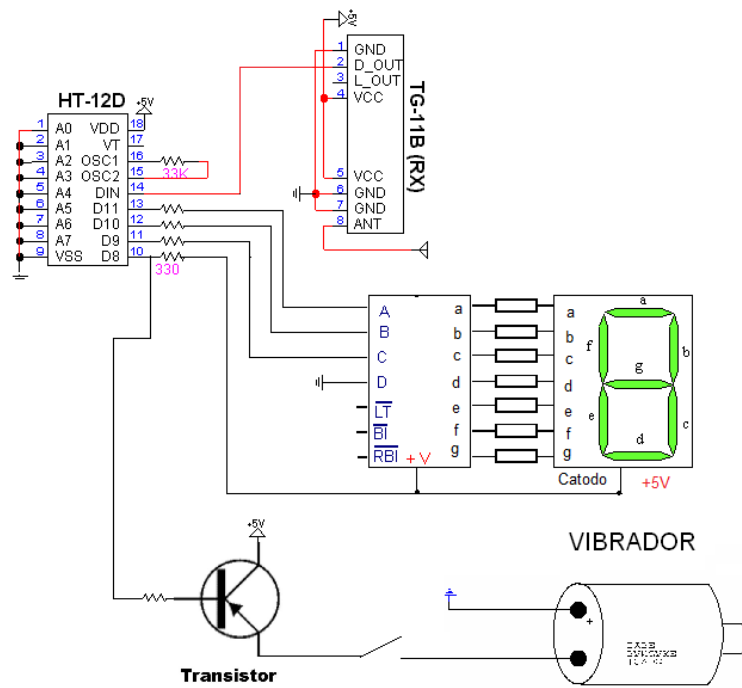 +5V
1 GND
2 D_OUT
3 L_OUT
4 VCC
5 VCC
6 GND
7 GND
8 ANT
TG-11B (RX)
HT-12D
+5V
1 A0 VDD 18
2 A1 VT 17
3 A2 OSC1 16
4 A3 OSC2 15
5 A4 DIN 14
6 A5 D11 13
7 A6 D10 12
8 A7 D9 11
9 VSS D8 10
33K
330
A a a
B b b
C c c
D d d
LT e e
BI f f
RBI g g
+V
a
f b
g
e c
d
Catodo +5V
+5V
Transistor
VIBRADOR
+